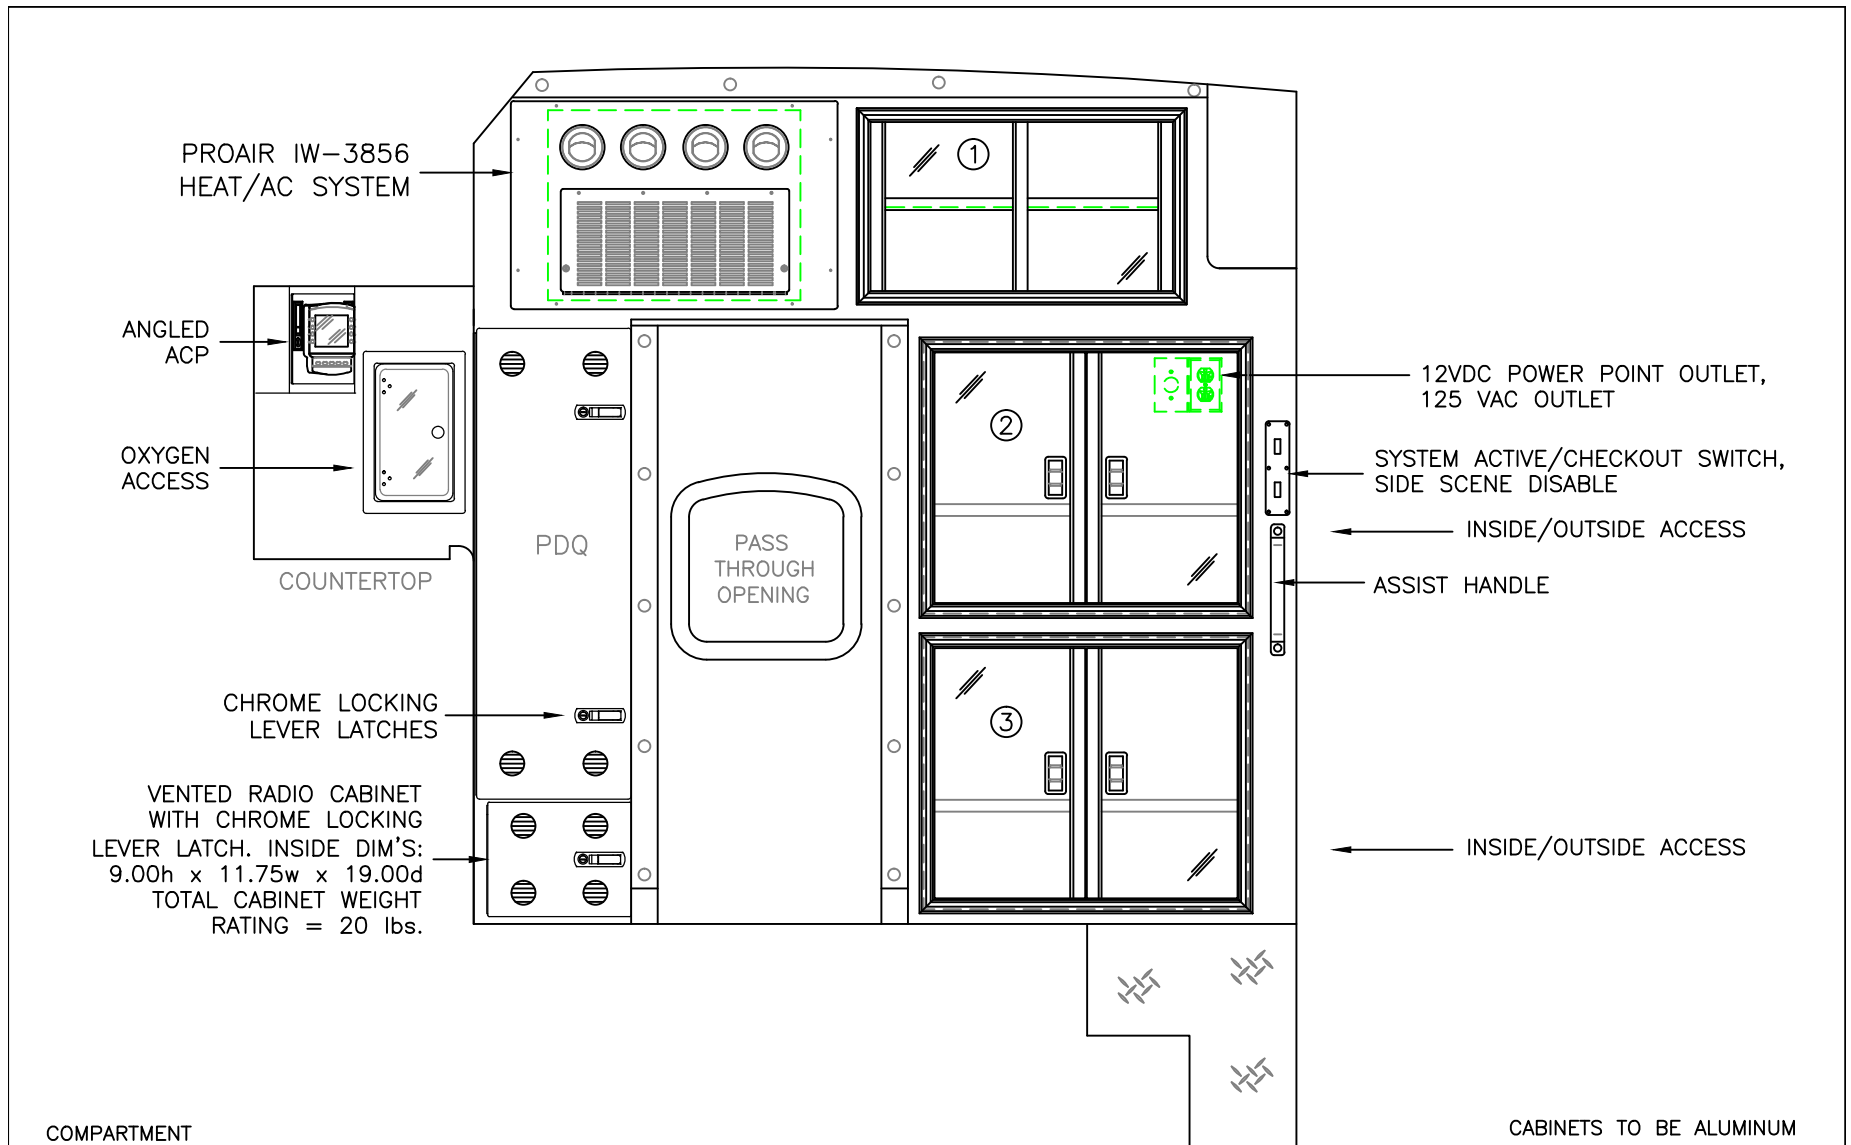 PROAIR IW-3856
HEAT/AC SYSTEM
1
ANGLED
ACP
12VDC POWER POINT OUTLET,
125 VAC OUTLET
2
OXYGEN
ACCESS
SYSTEM ACTIVE/CHECKOUT SWITCH,
SIDE SCENE DISABLE
INSIDE/OUTSIDE ACCESS
PDQ
PASS
THROUGH
OPENING
COUNTERTOP
ASSIST HANDLE
CHROME LOCKING
LEVER LATCHES
3
VENTED RADIO CABINET
WITH CHROME LOCKING
LEVER LATCH. INSIDE DIM'S:
9.00h x 11.75w x 19.00d
TOTAL CABINET WEIGHT
RATING = 20 lbs.
INSIDE/OUTSIDE ACCESS
COMPARTMENT
CABINETS TO BE ALUMINUM